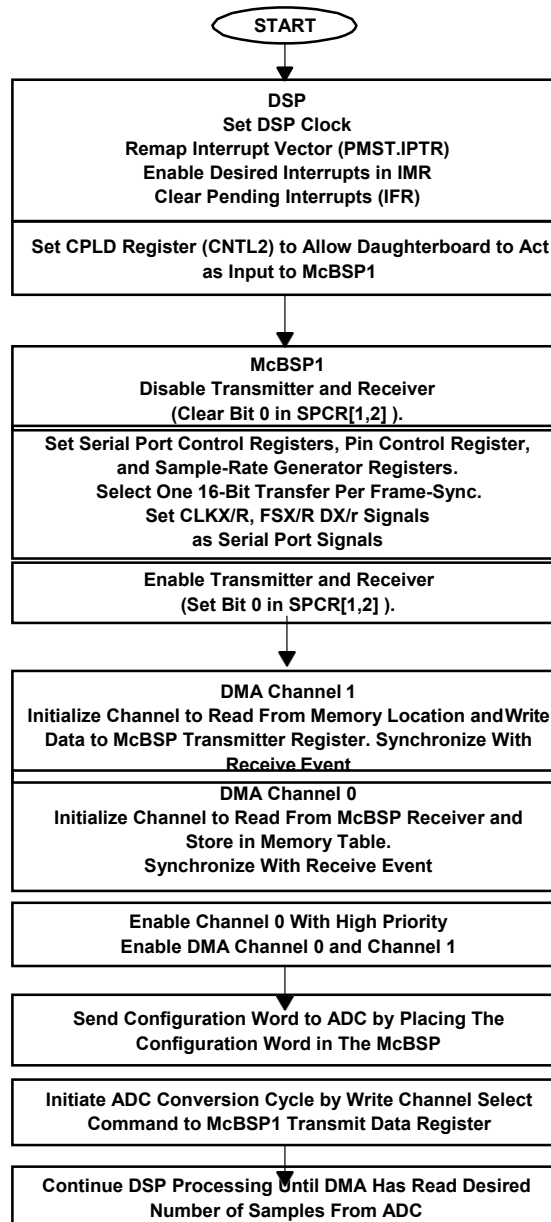 START
DSP
Set DSP Clock
Remap Interrupt Vector (PMST.IPTR)
Enable Desired Interrupts in IMR
Clear Pending Interrupts (IFR)
Set CPLD Register (CNTL2) to Allow Daughterboard to Act
as Input to McBSP1
McBSP1
Disable Transmitter and Receiver
(Clear Bit 0 in SPCR[1,2] ).
Set Serial Port Control Registers, Pin Control Register,
and Sample-Rate Generator Registers.
Select One 16-Bit Transfer Per Frame-Sync.
Set CLKX/R, FSX/R DX/r Signals
as Serial Port Signals
Enable Transmitter and Receiver
(Set Bit 0 in SPCR[1,2] ).
DMA Channel 1
Initialize Channel to Read From Memory Location andWrite
Data to McBSP Transmitter Register. Synchronize With
Receive Event
DMA Channel 0
Initialize Channel to Read From McBSP Receiver and
Store in Memory Table.
Synchronize With Receive Event
Enable Channel 0 With High Priority
Enable DMA Channel 0 and Channel 1
Send Configuration Word to ADC by Placing The
Configuration Word in The McBSP
Initiate ADC Conversion Cycle by Write Channel Select
Command to McBSP1 Transmit Data Register
Continue DSP Processing Until DMA Has Read Desired
Number of Samples From ADC